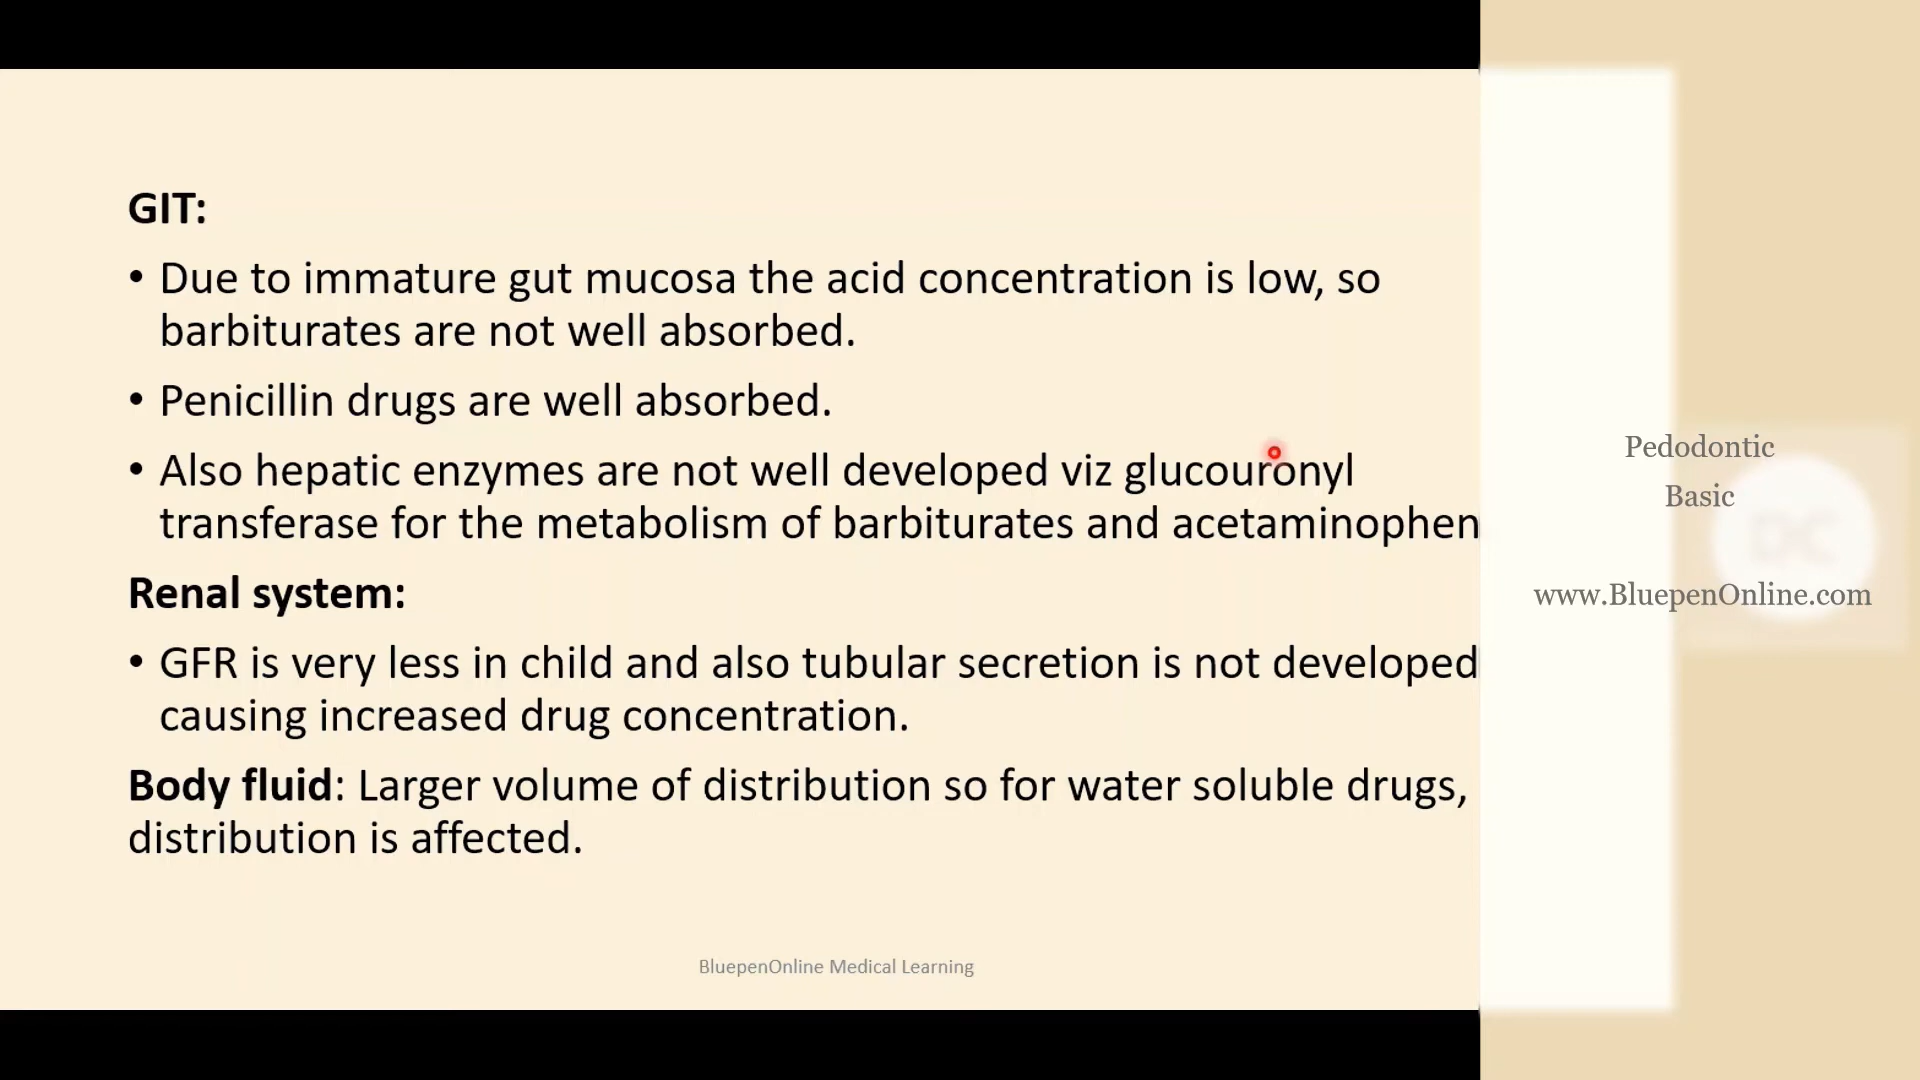 GIT:
• Due to immature gut mucosa the acid concentration is low, so
barbiturates are not well absorbed.
• Penicillin drugs are well absorbed.
• Also hepatic enzymes are not well developed viz glucouronyl
transferase for the metabolism of barbiturates and acetaminophen
Renal system:
• GFR is very less in child and also tubular secretion is not developed
causing increased drug concentration.
Body fluid: Larger volume of distribution so for water soluble drugs,
distribution is affected.
BluepenOnline Medical Learning
Pedodontic
Basic
www.BluepenOnline.com